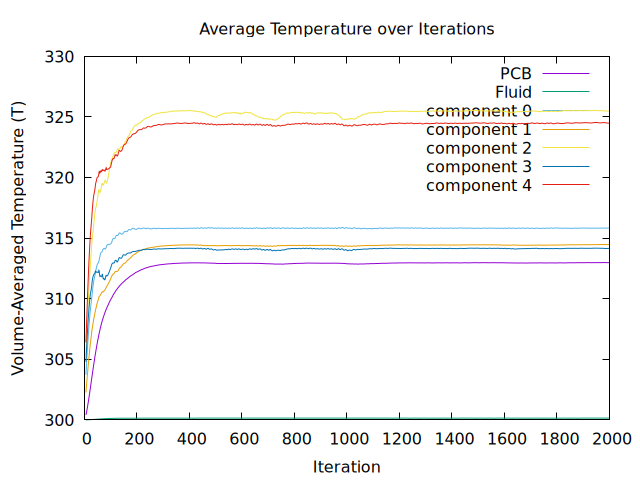 Average Temperature over Iterations
Volume-Averaged Temperature (T)
330
325
320
315
310
305
300
PCB
Fluid
component 0
component 1
component 2
component 3
component 4
0 200 400 600 800 1000 1200 1400 1600 1800 2000
Iteration